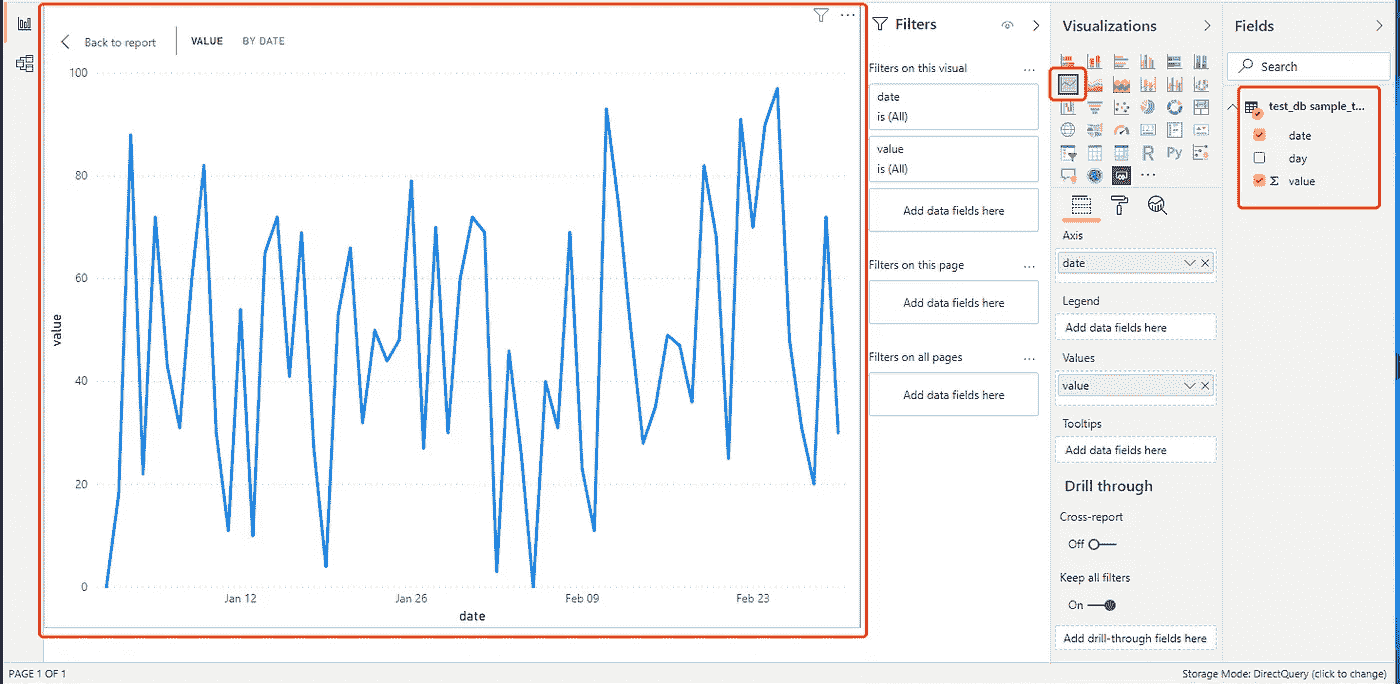 Back to report
VALUE
BY DATE
100
80
60
40
20
0
value
Jan 12
Jan 26
Feb 09
Feb 23
date
Filters
Filters on this visual
...
date
is (All)
value
is (All)
Add data fields here
Filters on this page
...
Add data fields here
Filters on all pages
...
Add data fields here
Visualizations
R
Py
...
Axis
date
Legend
Add data fields here
Values
value
Tooltips
Add data fields here
Drill through
Cross-report
Off
Keep all filters
On
Add drill-through fields here
Fields
Search
test_db sample_t...
date
day
Σ value
PAGE 1 OF 1
Storage Mode: DirectQuery (click to change)